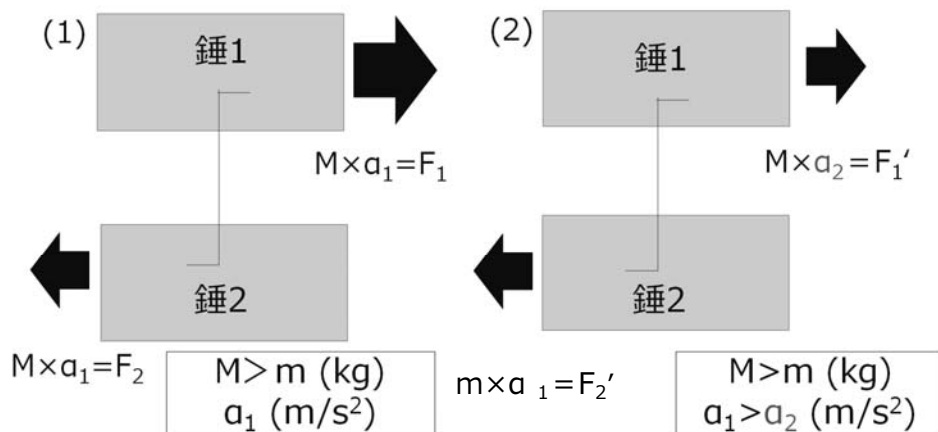 (1)
錘1
M×a₁=F₁
錘2
M×a₁=F₂
M＞m (kg)
a₁ (m/s²)
(2)
錘1
M×a₂=F₁′
錘2
m×a ₁=F₂′
M>m (kg)
a₁>a₂ (m/s²)